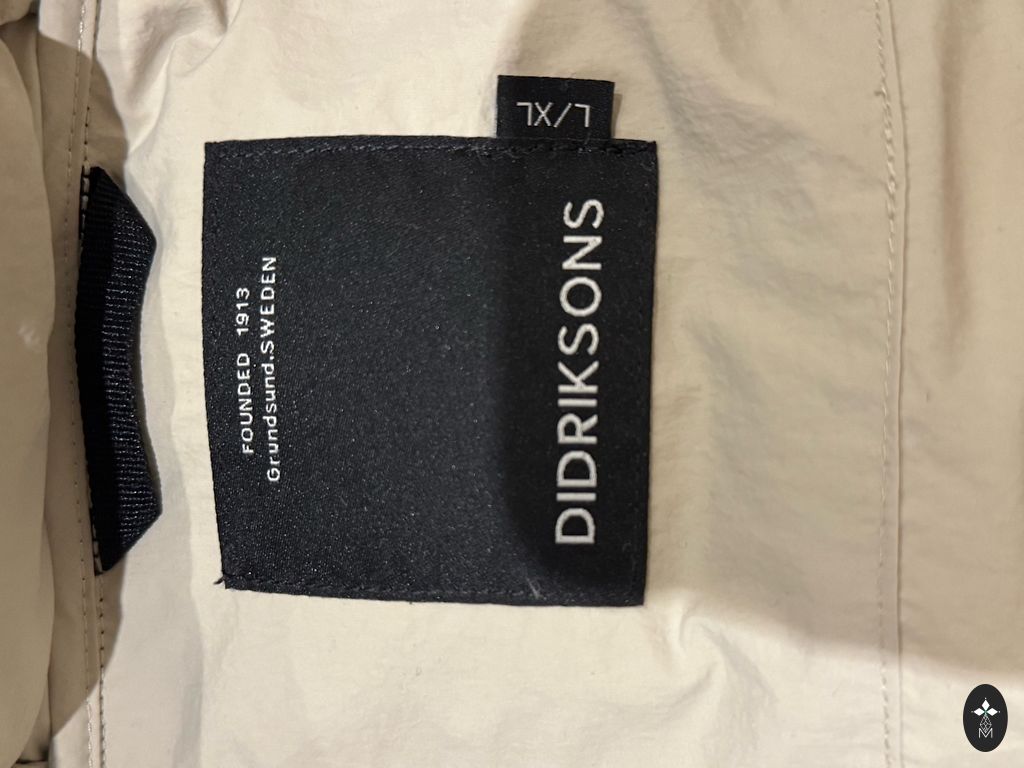 L/XL
FOUNDED 1913
Grundsund.SWEDEN
DIDRIKSONS
M